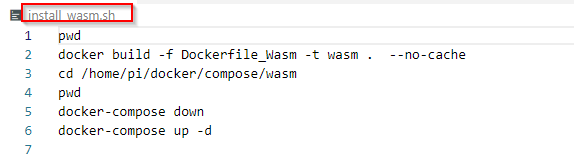 install_wasm.sh
1 pwd
2 docker build -f Dockerfile_Wasm -t wasm .  --no-cache
3 cd /home/pi/docker/compose/wasm
4 pwd
5 docker-compose down
6 docker-compose up -d
7